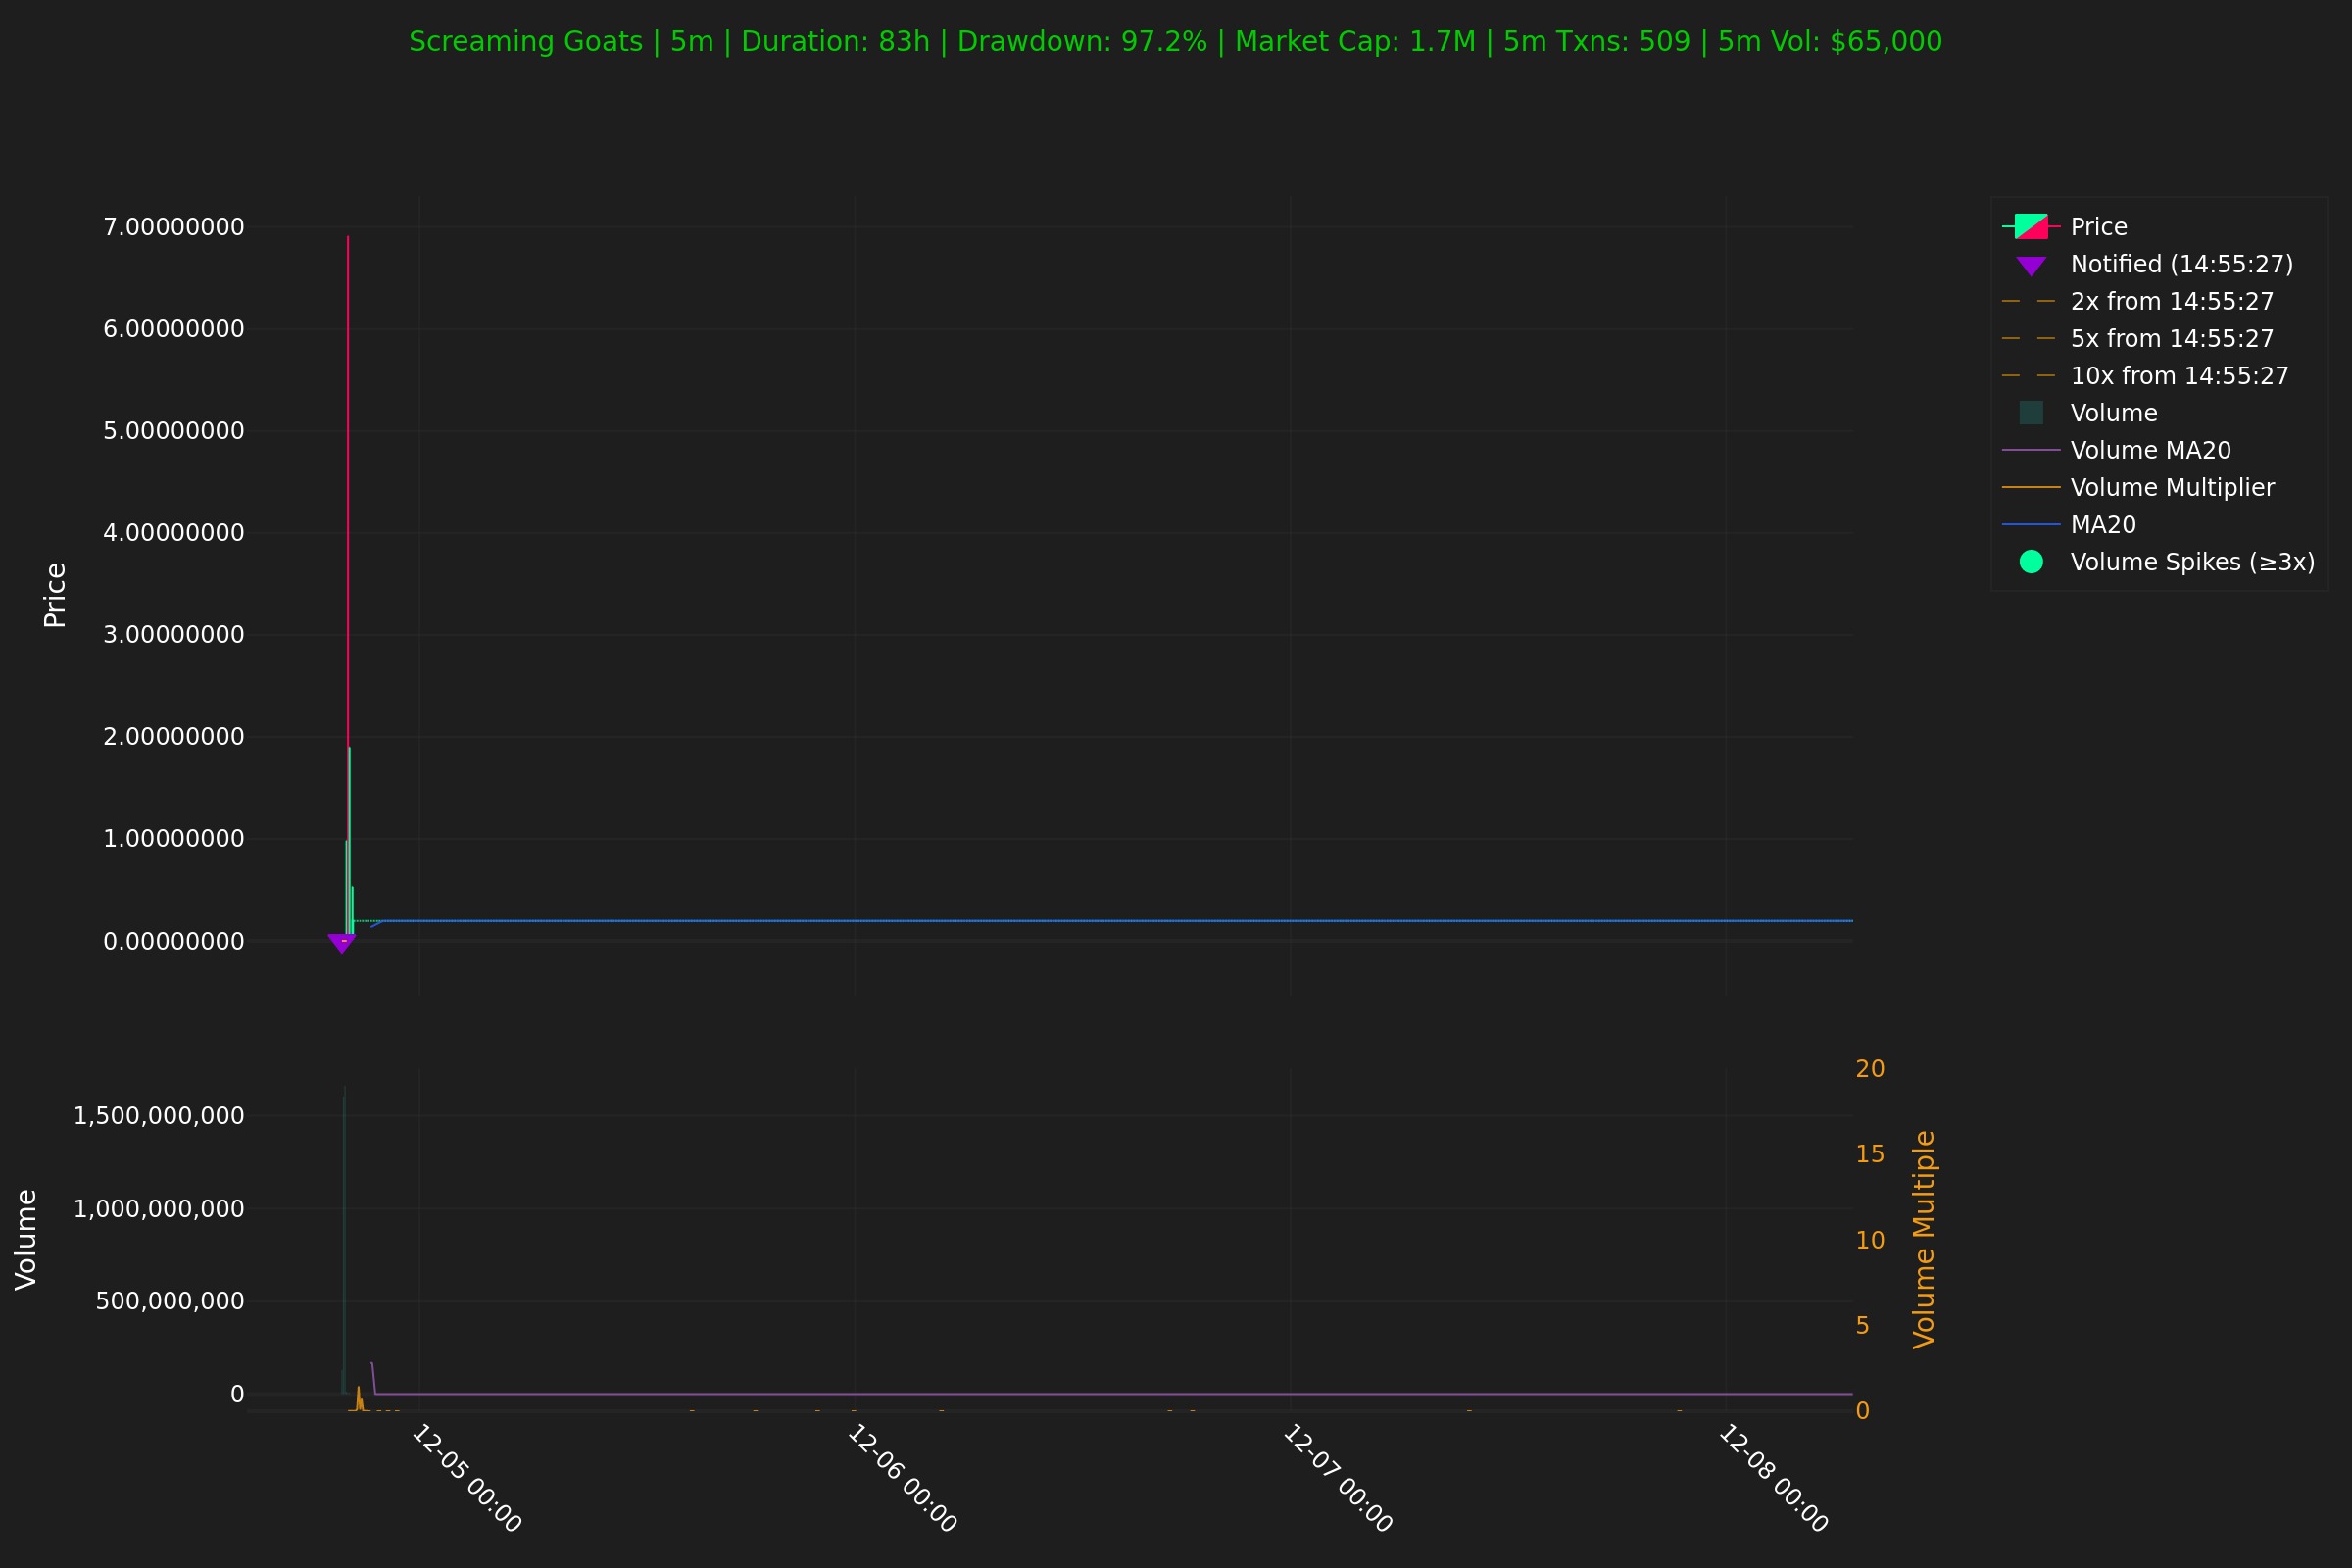 Screaming Goats | 5m | Duration: 83h | Drawdown: 97.2% | Market Cap: 1.7M | 5m Txns: 509 | 5m Vol: $65,000
Price
7.00000000
6.00000000
5.00000000
4.00000000
3.00000000
2.00000000
1.00000000
0.00000000
Price
Notified (14:55:27)
2x from 14:55:27
5x from 14:55:27
10x from 14:55:27
Volume
Volume MA20
Volume Multiplier
MA20
Volume Spikes (≥3x)
Volume
1,500,000,000
1,000,000,000
500,000,000
0
20
15
10
5
0
Volume Multiple
12-05 00:00
12-06 00:00
12-07 00:00
12-08 00:00